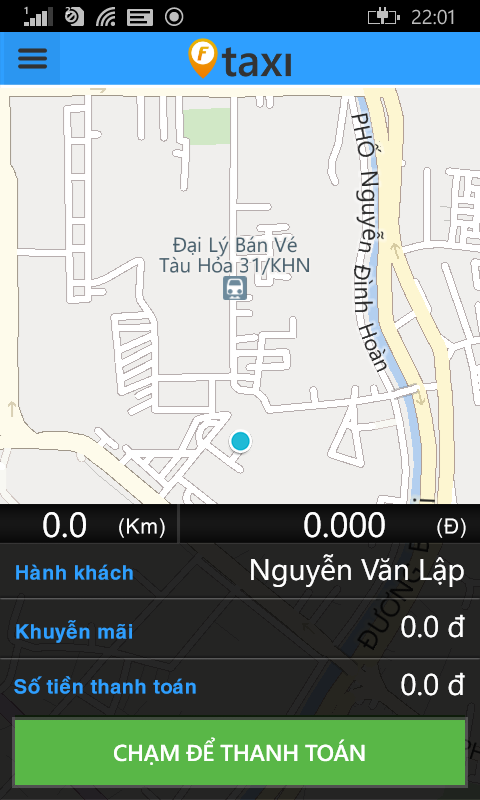 1
2
22:01
F
taxi
PHỐ Nguyễn Đình Hoàn
Đại Lý Bán Vé
Tàu Hỏa 31/KHN
0.0 (Km) 0.000 (Đ)
Hành khách Nguyễn Văn Lập
ĐƯỜNG
Khuyễn mãi 0.0 đ
Số tiền thanh toán 0.0 đ
CHẠM ĐỂ THANH TOÁN